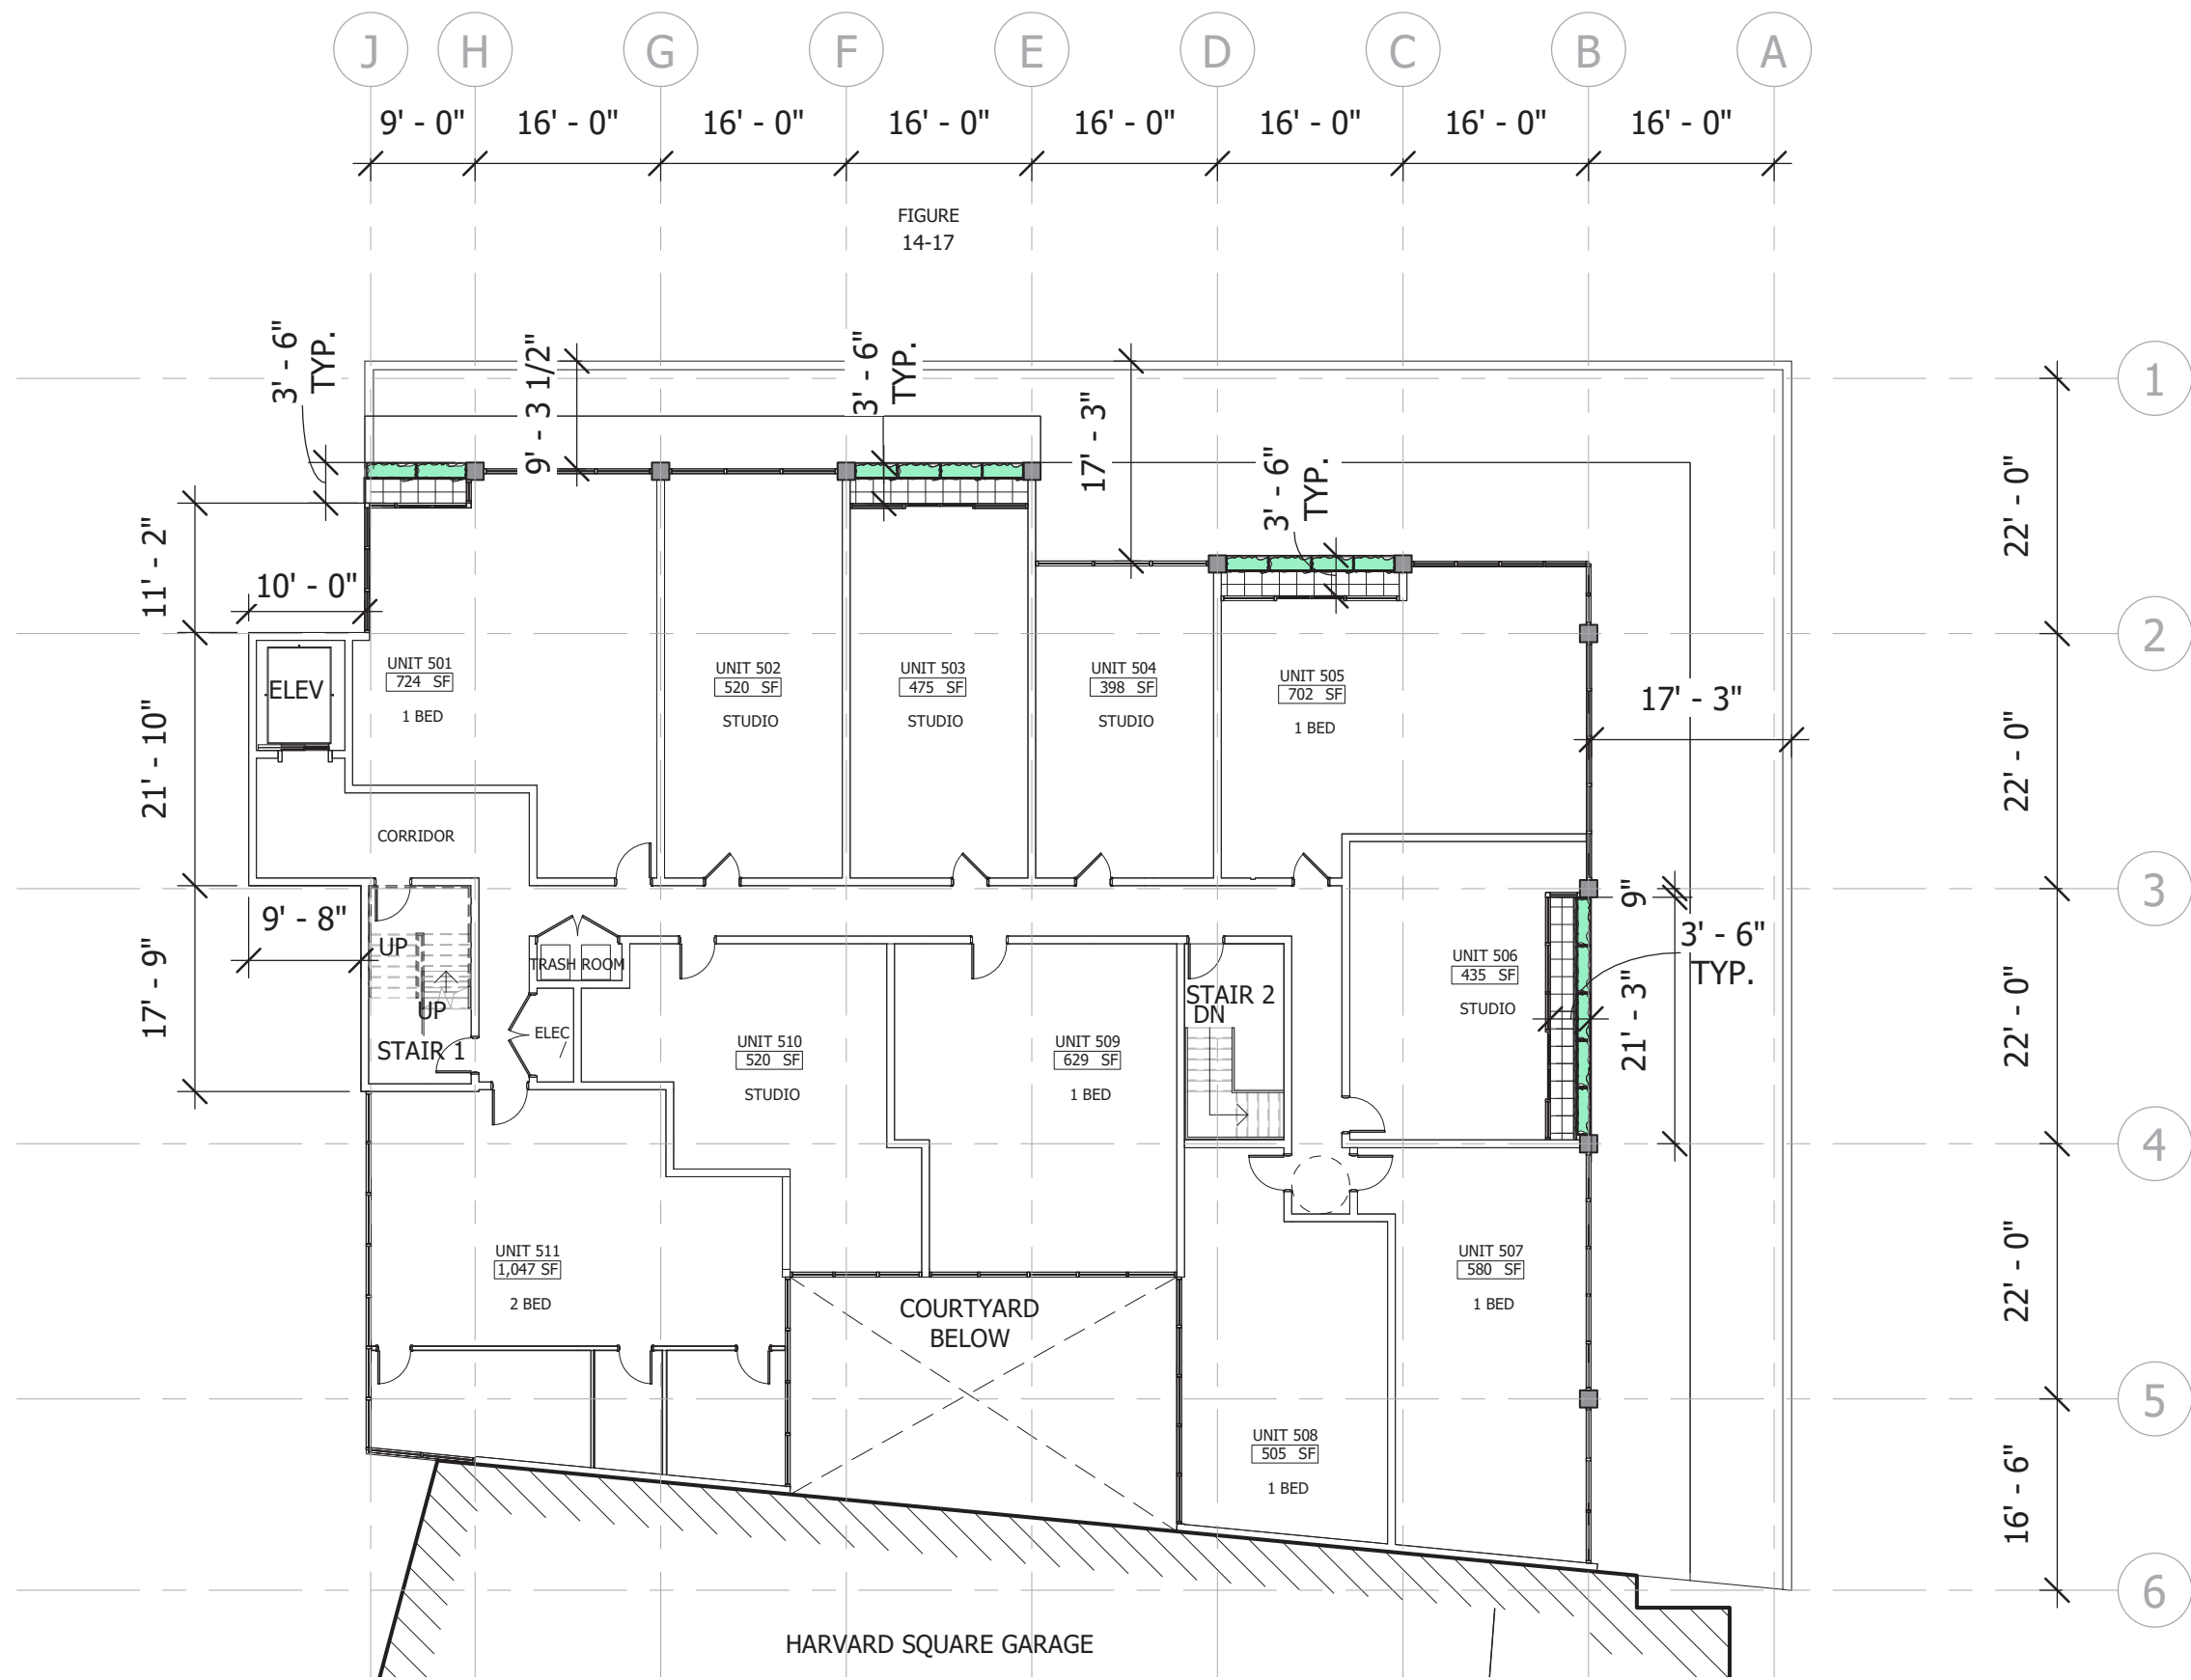 J H G F E D C B A
9' - 0" 16' - 0" 16' - 0" 16' - 0" 16' - 0" 16' - 0" 16' - 0" 16' - 0"
FIGURE
14-17
3' - 6"
TYP.
9' - 3 1/2"
3' - 6"
TYP.
17' - 3"
3' - 6"
TYP.
1
22' - 0"
11' - 2"
10' - 0"
2
ELEV
UNIT 501
724 SF
1 BED
UNIT 502
520 SF
STUDIO
UNIT 503
475 SF
STUDIO
UNIT 504
398 SF
STUDIO
UNIT 505
702 SF
1 BED
17' - 3"
21' - 10"
22' - 0"
CORRIDOR
3
9' - 8"
9"
3' - 6"
TYP.
UP
UP
STAIR 1
TRASH ROOM
ELEC
17' - 9"
UNIT 510
520 SF
STUDIO
UNIT 509
629 SF
1 BED
STAIR 2
DN
UNIT 506
435 SF
STUDIO
21' - 3"
22' - 0"
4
UNIT 511
1,047 SF
2 BED
COURTYARD
BELOW
UNIT 507
580 SF
1 BED
22' - 0"
5
UNIT 508
505 SF
1 BED
16' - 6"
6
HARVARD SQUARE GARAGE